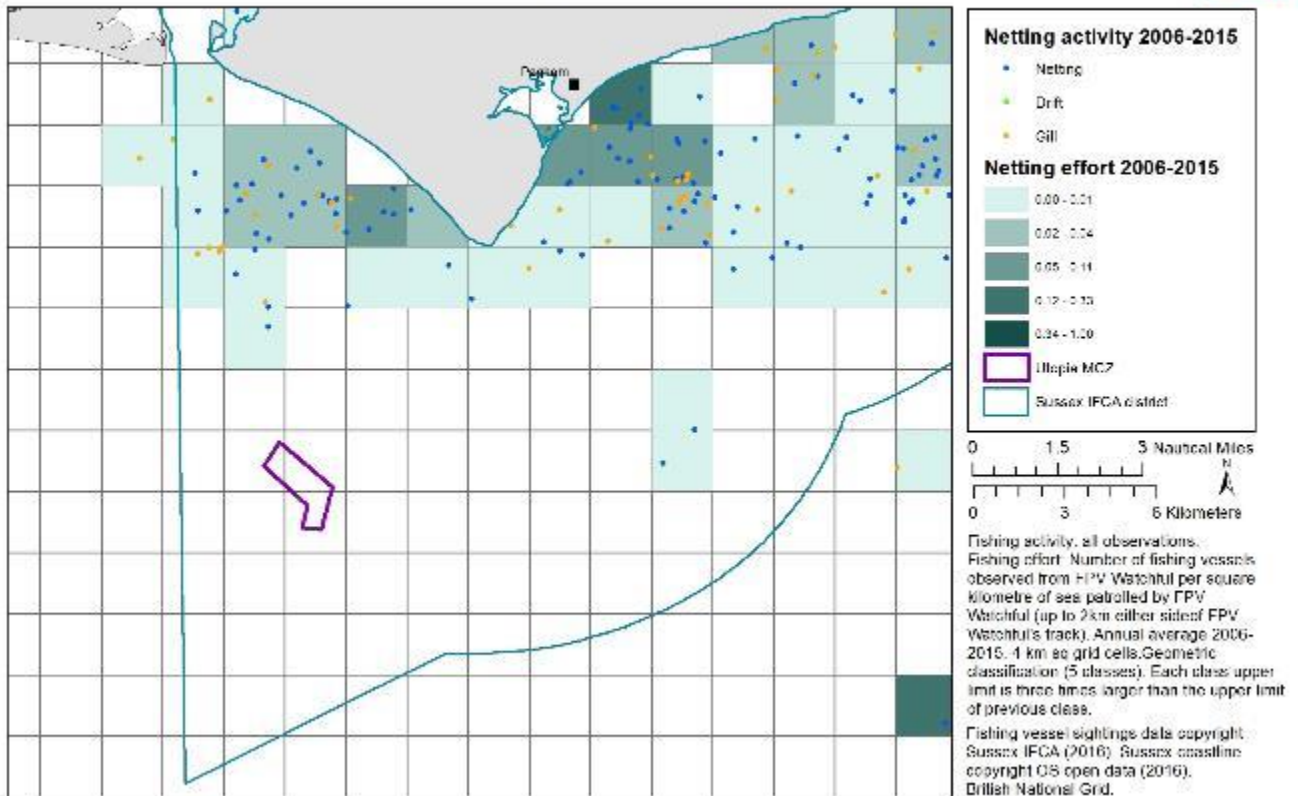 Pagham
Netting activity 2006-2015
Netting
Drift
Gill
Netting effort 2006-2015
0.00 - 0.01
0.02 - 0.04
0.05 - 0.11
0.12 - 0.33
0.34 - 1.00
Utopia MCZ
Sussex IFCA district
0 1.5 3 Nautical Miles
N
0 3 6 Kilometers
Fishing activity: all observations.
Fishing effort: Number of fishing vessels
observed from FPV Watchful per square
kilometre of sea patrolled by FPV
Watchful (up to 2km either sideof FPV
Watchful's track). Annual average 2006-
2015. 4 km sq grid cells.Geometric
classification (5 classes). Each class upper
limit is three times larger than the upper limit
of previous class.
Fishing vessel sightings data copyright
Sussex IFCA (2016). Sussex coastline
copyright OS open data (2016).
British National Grid.